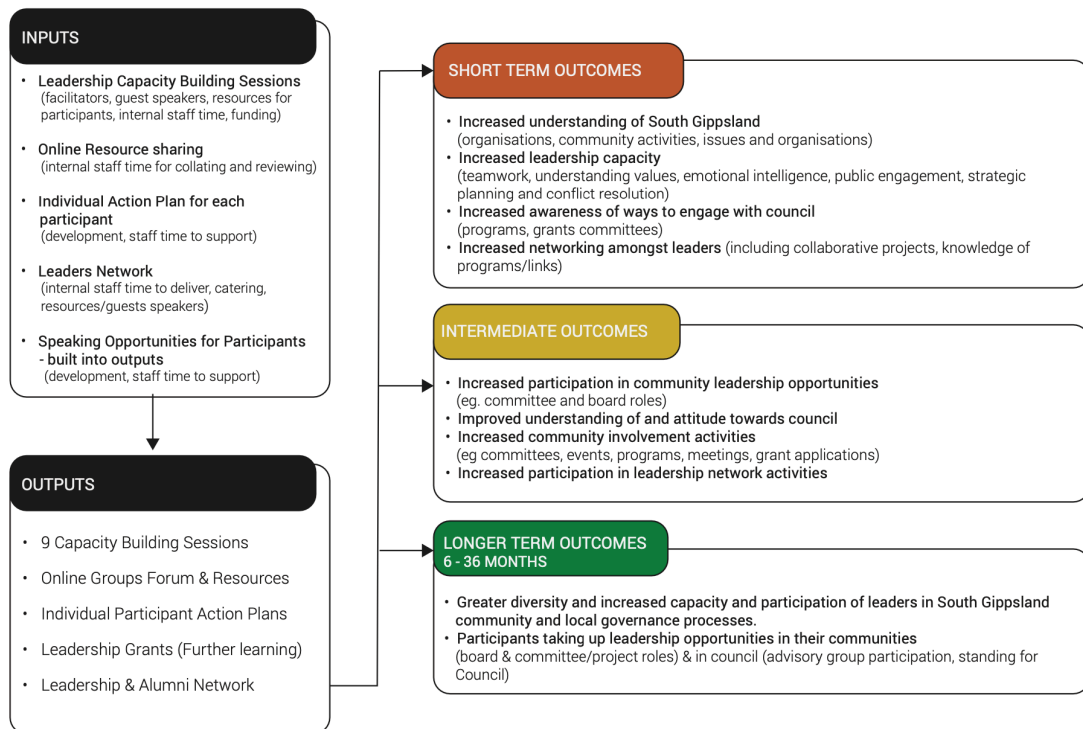 INPUTS
• Leadership Capacity Building Sessions
(facilitators, guest speakers, resources for
participants, internal staff time, funding)
• Online Resource sharing
(internal staff time for collating and reviewing)
• Individual Action Plan for each
participant
(development, staff time to support)
• Leaders Network
(internal staff time to deliver, catering,
resources/guests speakers)
• Speaking Opportunities for Participants
- built into outputs
(development, staff time to support)
OUTPUTS
• 9 Capacity Building Sessions
• Online Groups Forum & Resources
• Individual Participant Action Plans
• Leadership Grants (Further learning)
• Leadership & Alumni Network
SHORT TERM OUTCOMES
• Increased understanding of South Gippsland
(organisations, community activities, issues and organisations)
• Increased leadership capacity
(teamwork, understanding values, emotional intelligence, public engagement, strategic
planning and conflict resolution)
• Increased awareness of ways to engage with council
(programs, grants committees)
• Increased networking amongst leaders (including collaborative projects, knowledge of
programs/links)
INTERMEDIATE OUTCOMES
• Increased participation in community leadership opportunities
(eg. committee and board roles)
• Improved understanding of and attitude towards council
• Increased community involvement activities
(eg committees, events, programs, meetings, grant applications)
• Increased participation in leadership network activities
LONGER TERM OUTCOMES
6 - 36 MONTHS
• Greater diversity and increased capacity and participation of leaders in South Gippsland
community and local governance processes.
• Participants taking up leadership opportunities in their communities
(board & committee/project roles) & in council (advisory group participation, standing for
Council)